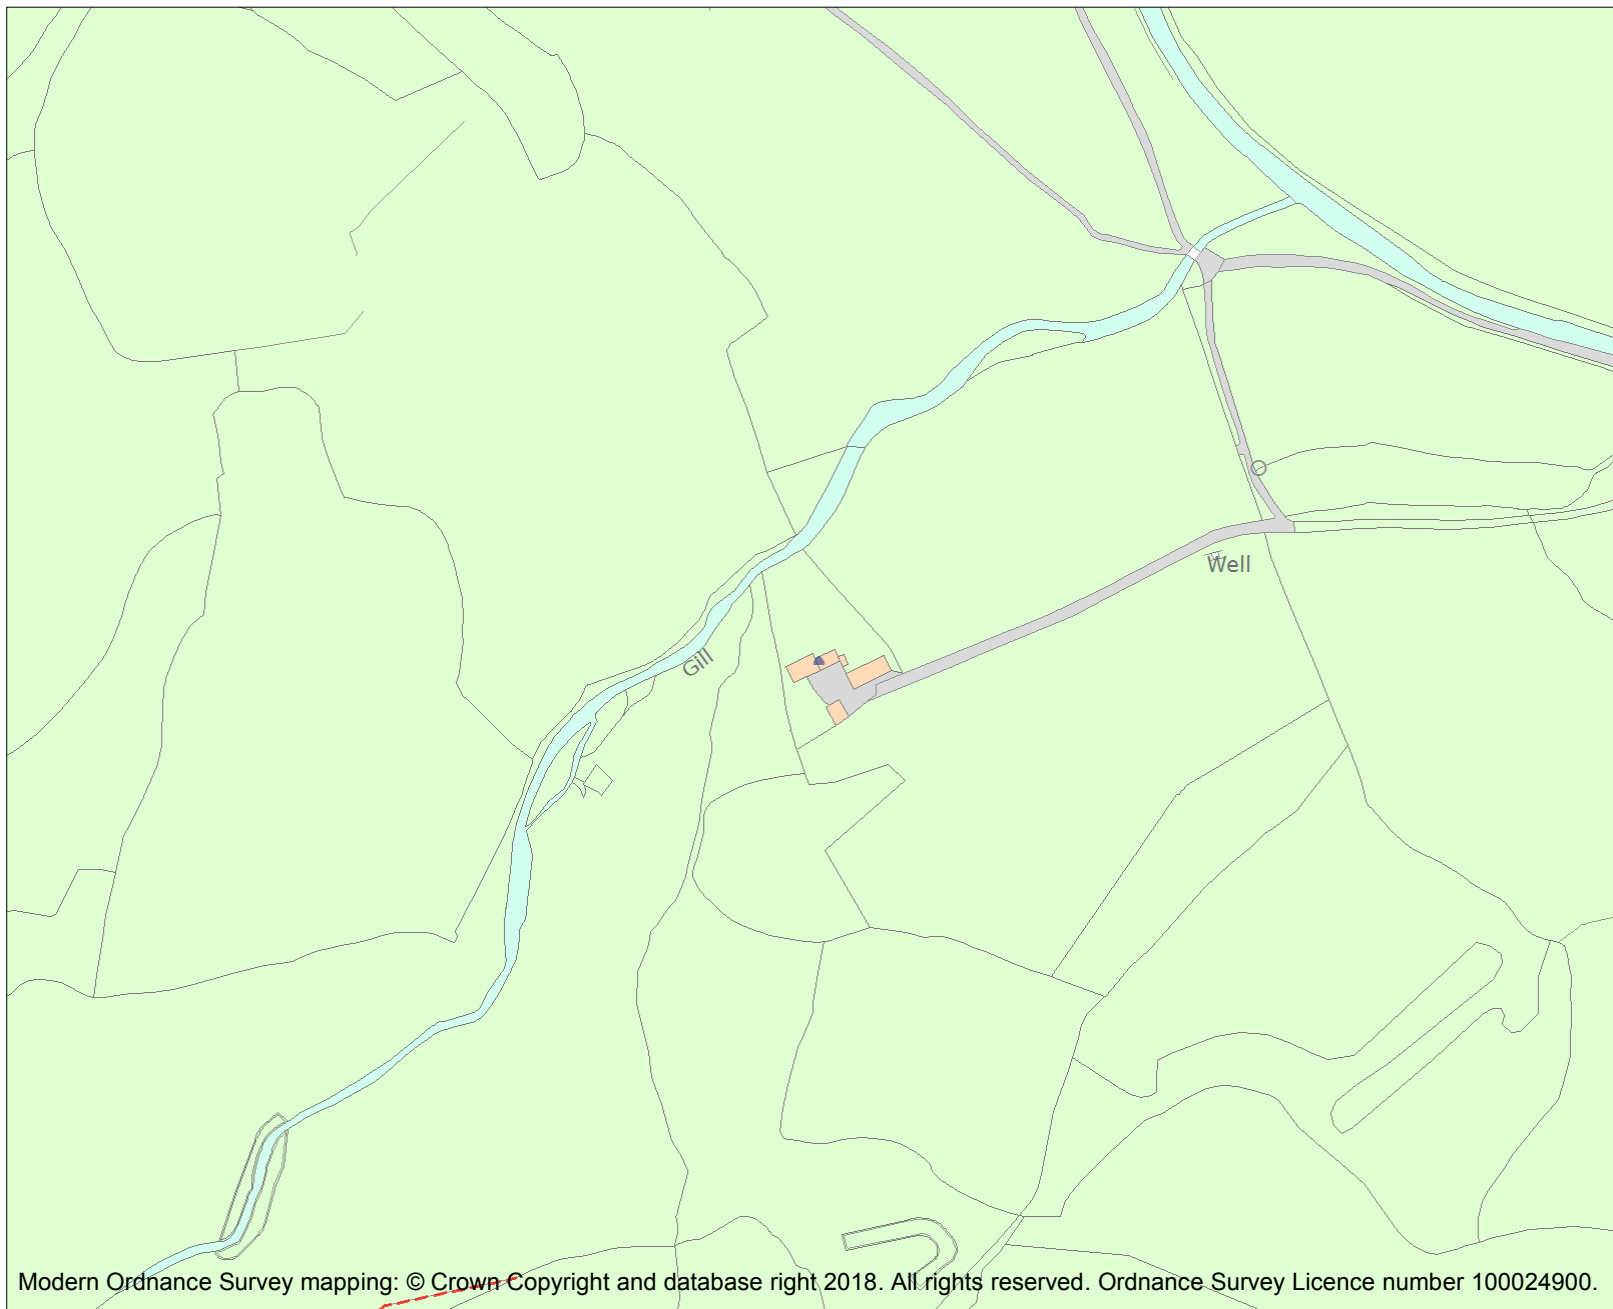 Well
Gill
Modern Ordnance Survey mapping: © Crown Copyright and database right 2018. All rights reserved. Ordnance Survey Licence number 100024900.